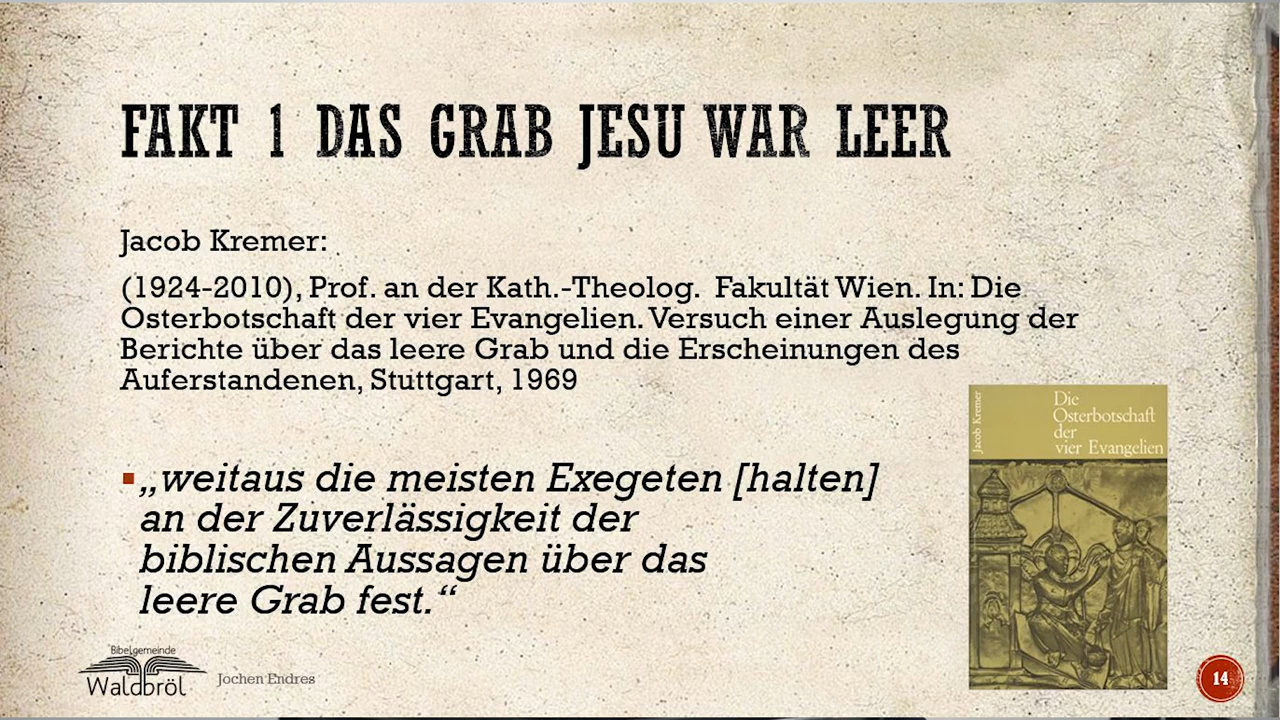 FAKT 1 DAS GRAB JESU WAR LEER
Jacob Kremer:
(1924-2010), Prof. an der Kath.-Theolog. Fakultät Wien. In: Die
Osterbotschaft der vier Evangelien. Versuch einer Auslegung der
Berichte über das leere Grab und die Erscheinungen des
Auferstandenen, Stuttgart, 1969
„weitaus die meisten Exegeten [halten]
an der Zuverlässigkeit der
biblischen Aussagen über das
leere Grab fest.“
Jacob Kremer
Die
Osterbotschaft
der
vier Evangelien
Bibelgemeinde
Waldbröl
Jochen Endres
14